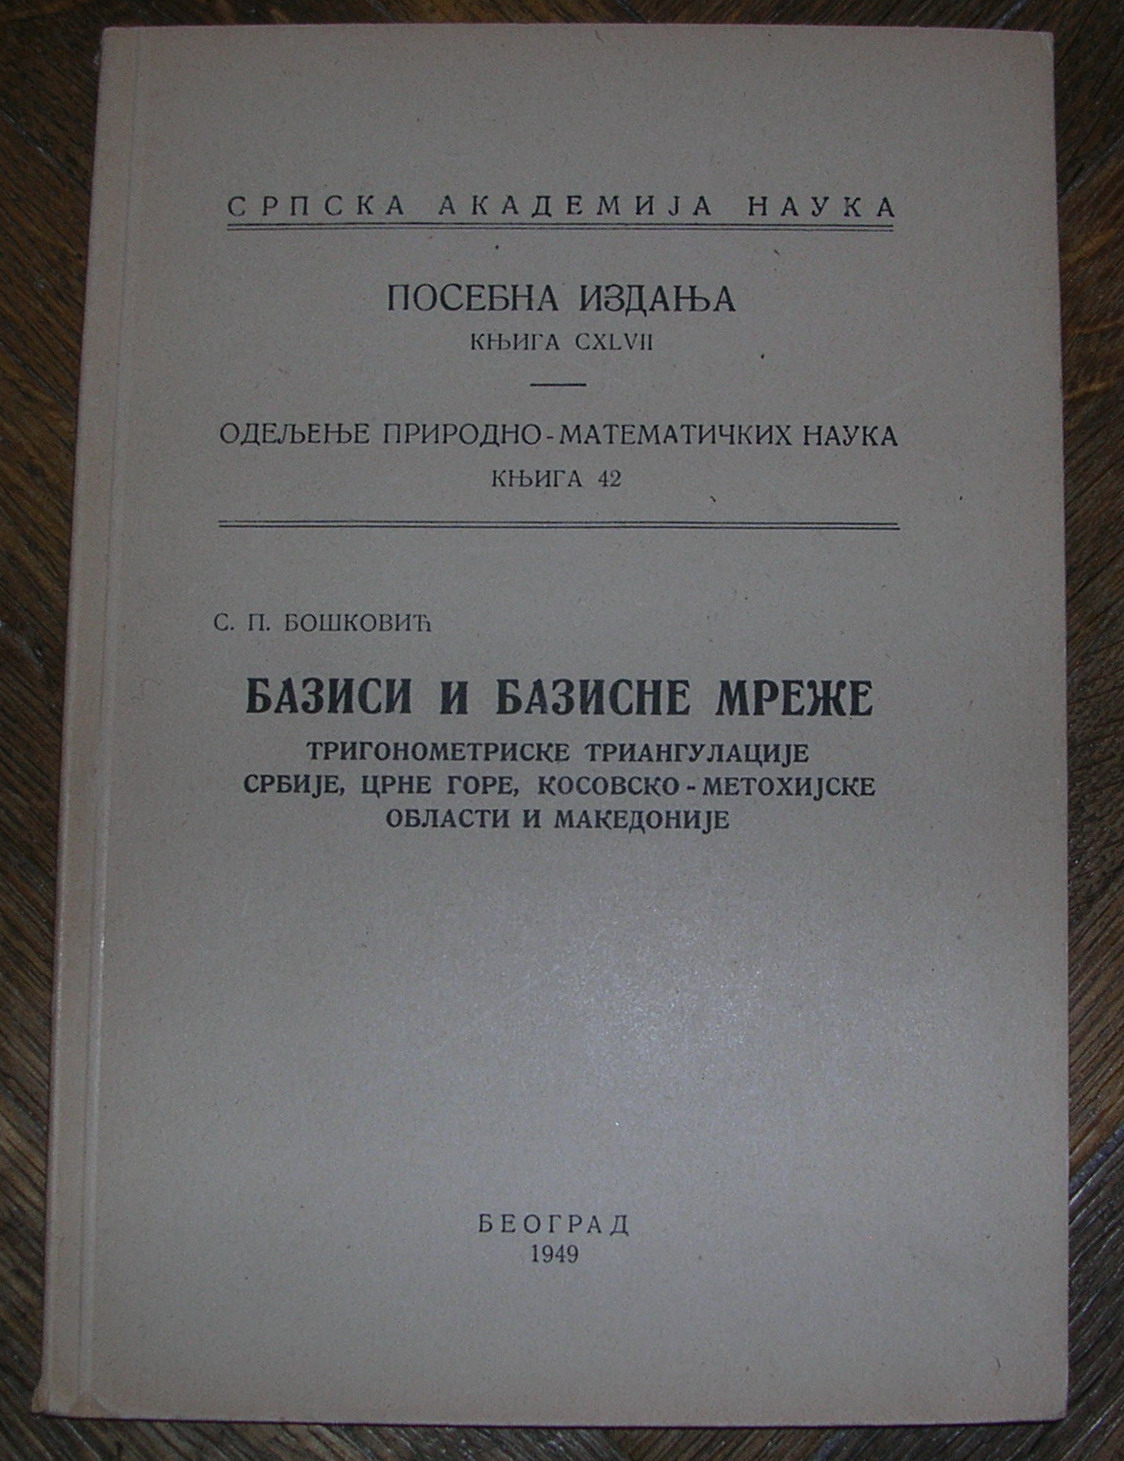 СРПСКА АКАДЕМИЈА НАУКА
ПОСЕБНА ИЗДАЊА
КЊИГА CXLVII
ОДЕЉЕЊЕ ПРИРОДНО-МАТЕМАТИЧКИХ НАУКА
КЊИГА 42
С. П. БОШКОВИЋ
БАЗИСИ И БАЗИСНЕ МРЕЖЕ
ТРИГОНОМЕТРИСКЕ ТРИАНГУЛАЦИЈЕ
СРБИЈЕ, ЦРНЕ ГОРЕ, КОСОВСКО-МЕТОХИЈСКЕ
ОБЛАСТИ И МАКЕДОНИЈЕ
БЕОГРАД
1949